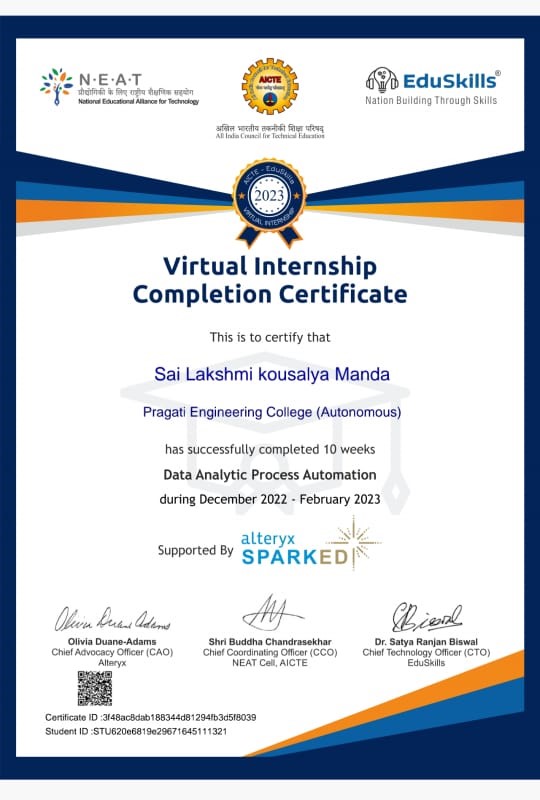 N·E·A·T
प्रौद्योगिकी के लिए राष्ट्रीय शैक्षणिक सहयोग
National Educational Alliance for Technology
AICTE
अखिल भारतीय तकनीकी शिक्षा परिषद्
All India Council for Technical Education
EduSkills®
Nation Building Through Skills
AICTE - EduSkills
2023
VIRTUAL INTERNSHIP
Virtual Internship
Completion Certificate
This is to certify that
Sai Lakshmi kousalya Manda
Pragati Engineering College (Autonomous)
has successfully completed 10 weeks
Data Analytic Process Automation
during December 2022 - February 2023
Supported By
alteryx
SPARKED
Olivia Duane Adams
Olivia Duane-Adams
Chief Advocacy Officer (CAO)
Alteryx
Shri Buddha Chandrasekhar
Chief Coordinating Officer (CCO)
NEAT Cell, AICTE
Dr. Satya Ranjan Biswal
Chief Technology Officer (CTO)
EduSkills
Certificate ID :3f48ac8dab188344d81294fb3d5f8039
Student ID :STU620e6819e29671645111321